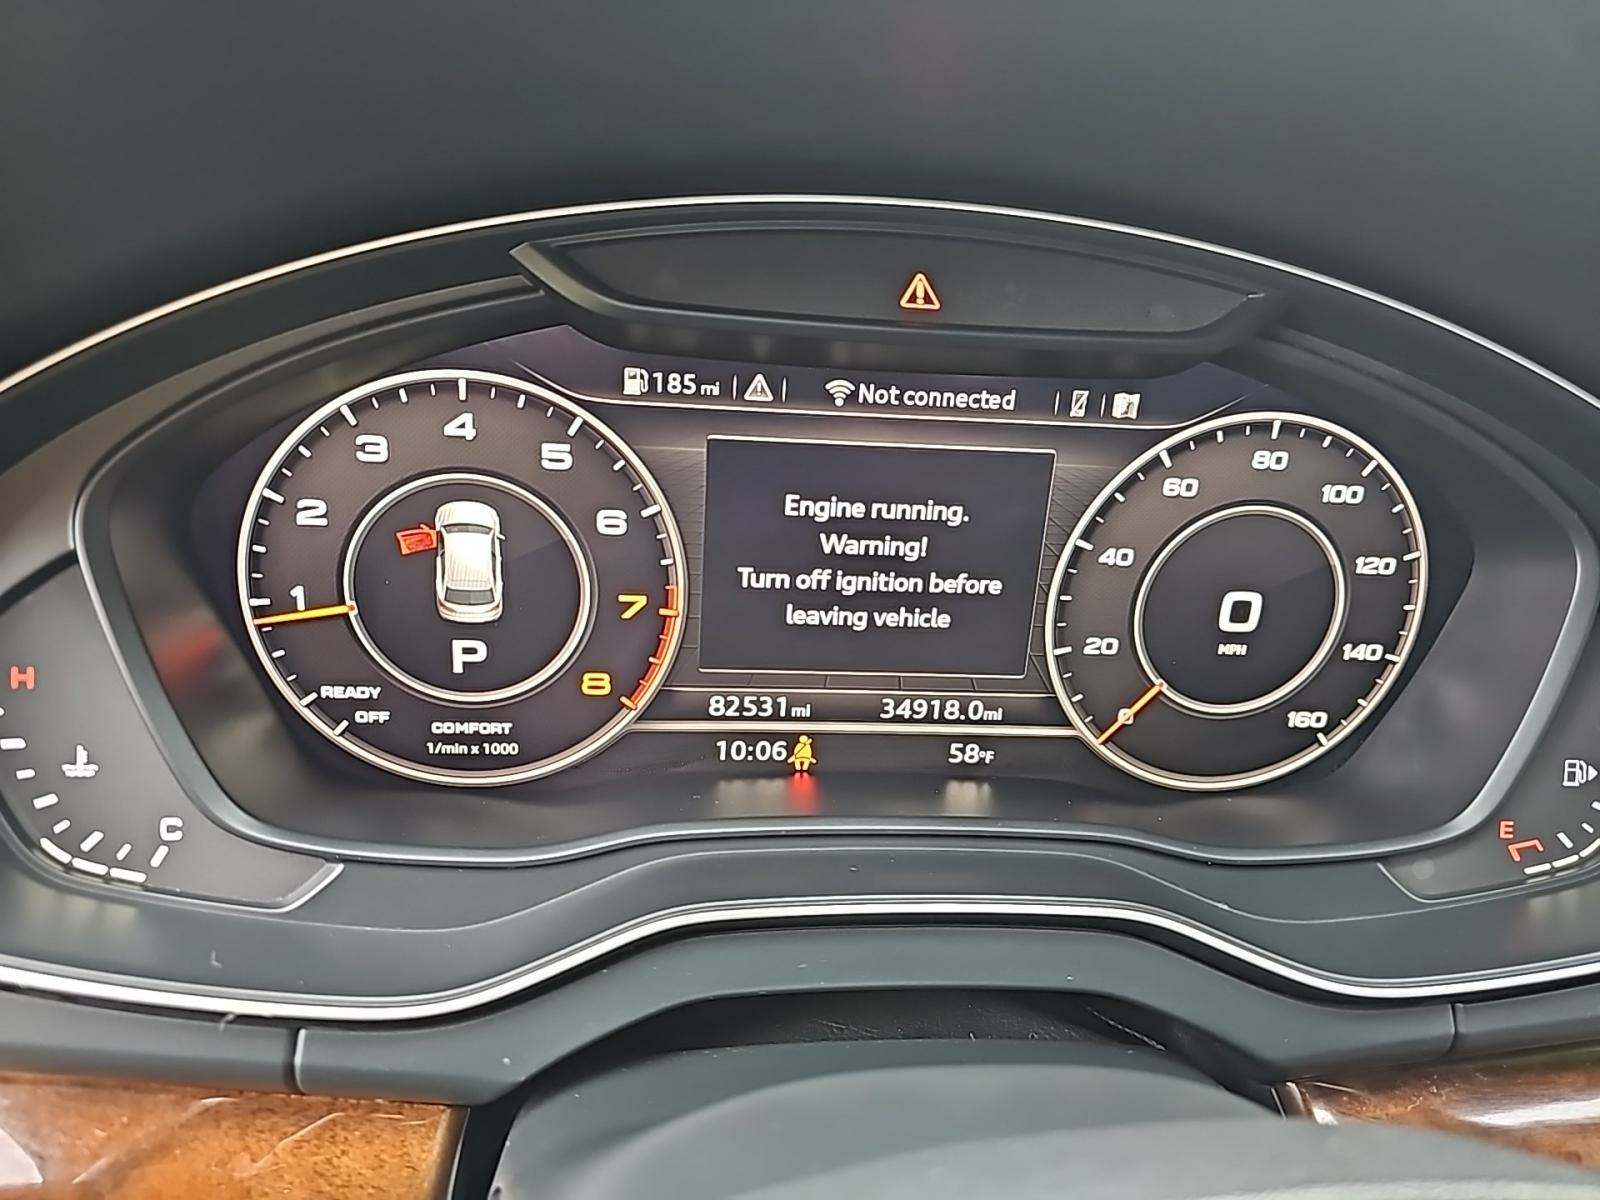 185 mi
Not connected
Engine running.
Warning!
Turn off ignition before
leaving vehicle
1
2
3
4
5
6
7
8
P
READY
OFF
COMFORT
1/min x 1000
82531 mi
34918.0 mi
10:06
58°F
0
20
40
60
80
100
120
140
160
0
MPH
H
C
E